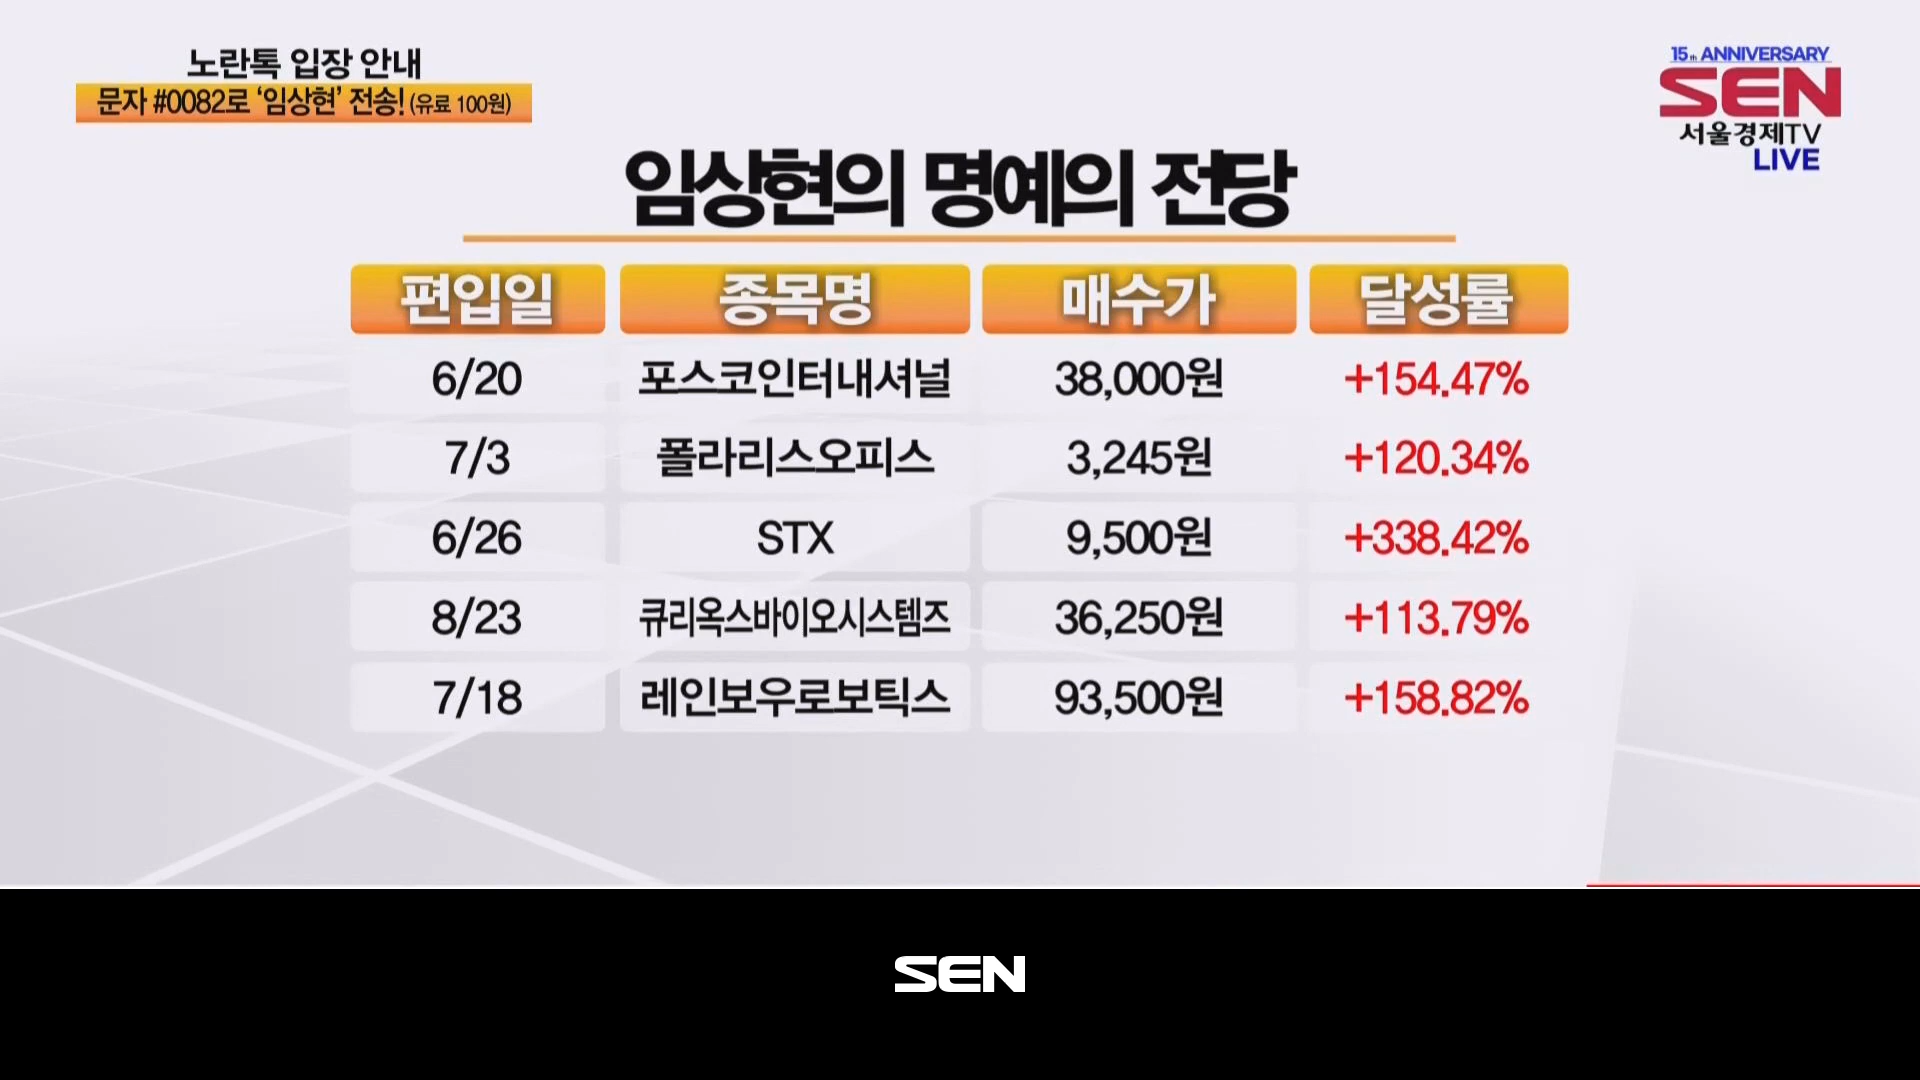 노란톡 입장 안내
문자 #0082로 ‘임상현’ 전송! (유료 100원)
15th ANNIVERSARY
SEN
서울경제TV
LIVE
임상현의 명예의 전당
편입일 종목명 매수가 달성률
6/20 포스코인터내셔널 38,000원 +154.47%
7/3 폴라리스오피스 3,245원 +120.34%
6/26 STX 9,500원 +338.42%
8/23 큐리옥스바이오시스템즈 36,250원 +113.79%
7/18 레인보우로보틱스 93,500원 +158.82%
SEN